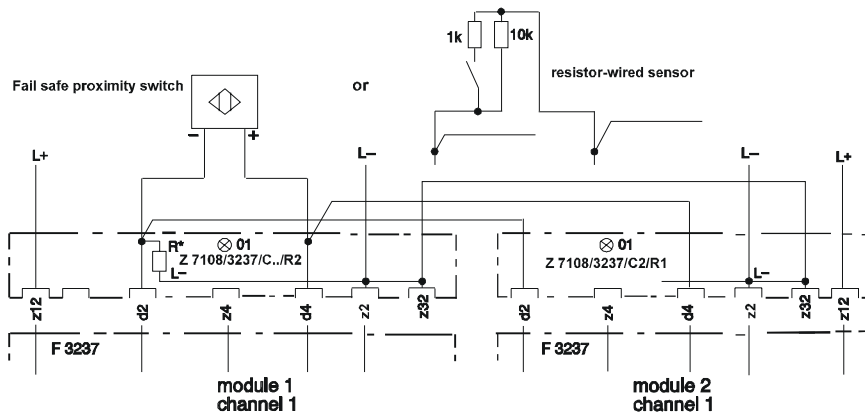 1k
10k
Fail safe proximity switch
or
resistor-wired sensor
– +
L+
L–
L–
L+
R*
01
Z 7108/3237/C../R2
L–
01
Z 7108/3237/C2/R1
L–
z12
d2
z4
d4
z2
z32
d2
z4
d4
z2
z32
z12
F 3237
F 3237
module 1
channel 1
module 2
channel 1